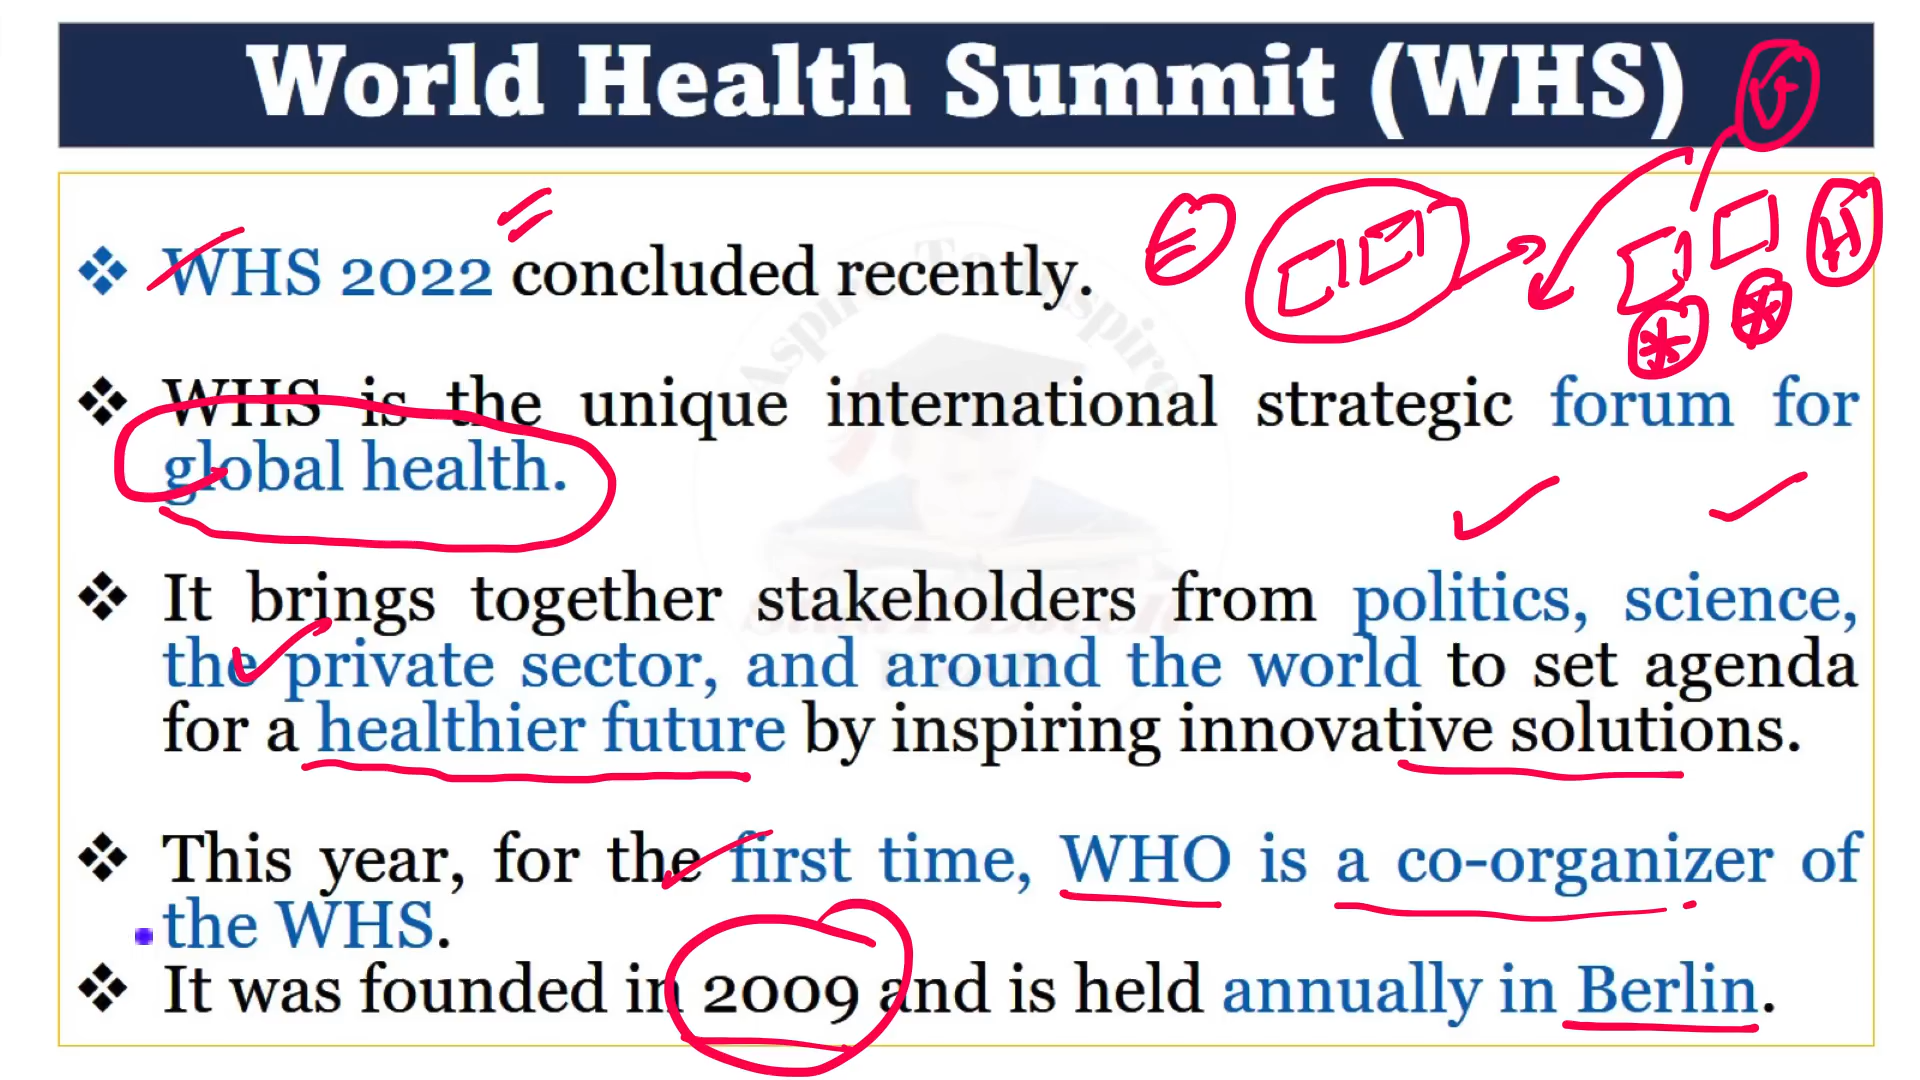 World Health Summit (WHS)
WHS 2022 concluded recently.
WHS is the unique international strategic forum for
global health.
It brings together stakeholders from politics, science,
the private sector, and around the world to set agenda
for a healthier future by inspiring innovative solutions.
This year, for the first time, WHO is a co-organizer of
the WHS.
It was founded in 2009 and is held annually in Berlin.